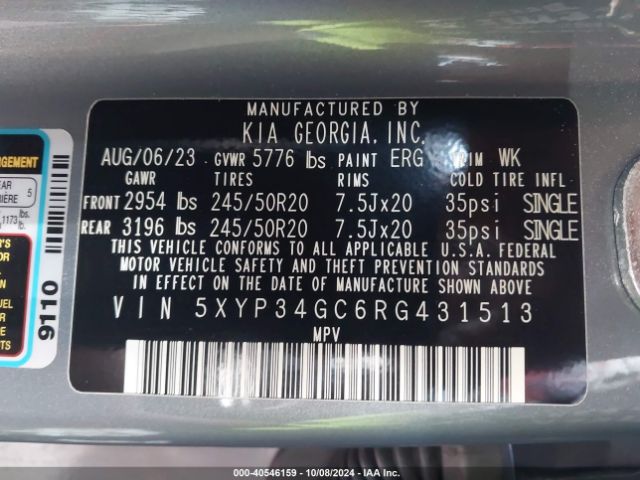 MANUFACTURED BY
KIA GEORGIA, INC.
AUG/06/23 GVWR 5776 lbs PAINT ERG TRIM WK
GAWR TIRES RIMS COLD TIRE INFL
FRONT 2954 lbs 245/50R20 7.5Jx20 35psi SINGLE
REAR 3196 lbs 245/50R20 7.5Jx20 35psi SINGLE
THIS VEHICLE CONFORMS TO ALL APPLICABLE U.S.A. FEDERAL
MOTOR VEHICLE SAFETY AND THEFT PREVENTION STANDARDS
IN EFFECT ON THE DATE OF MANUFACTURE SHOWN ABOVE.
VIN 5XYP34GC6RG431513
MPV
5
1173 lbs.
9110
000-40546159 - 10/08/2024 - IAA Inc.